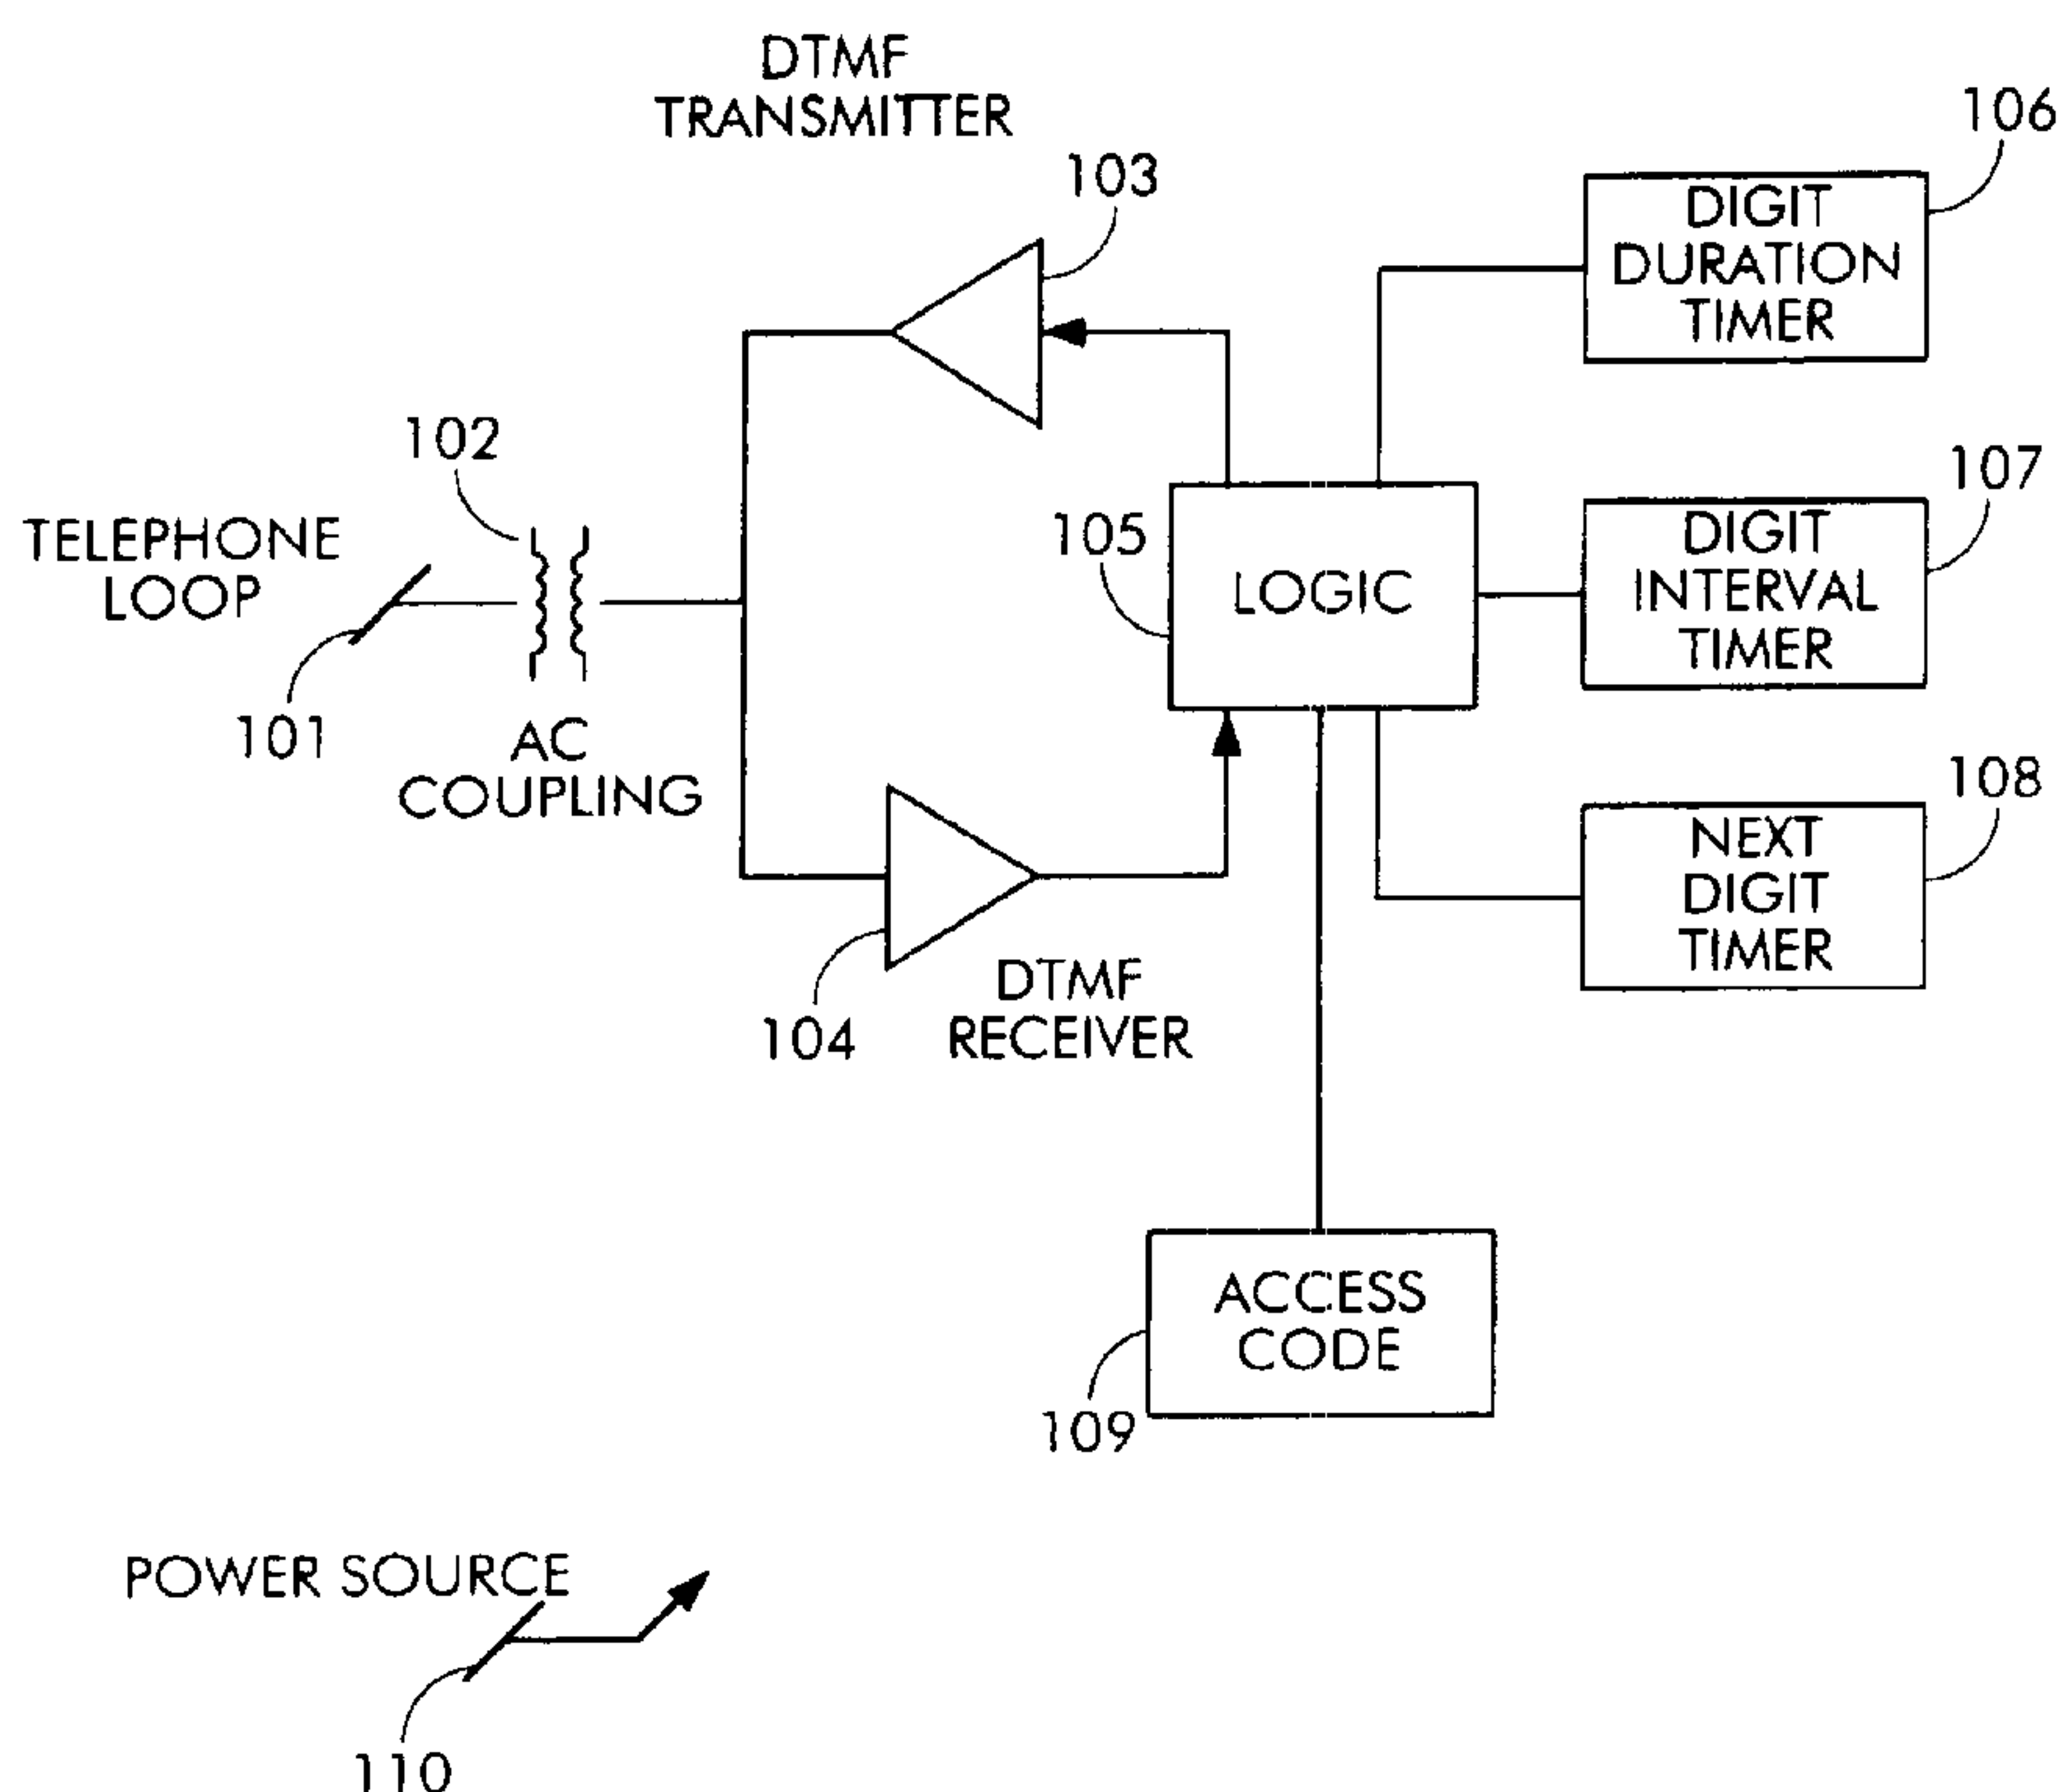 DTMF
TRANSMITTER
103
106
DIGIT
DURATION
TIMER
102
107
TELEPHONE
LOOP
105
LOGIC
DIGIT
INTERVAL
TIMER
101
AC
COUPLING
108
NEXT
DIGIT
TIMER
104
DTMF
RECEIVER
ACCESS
CODE
109
POWER SOURCE
110